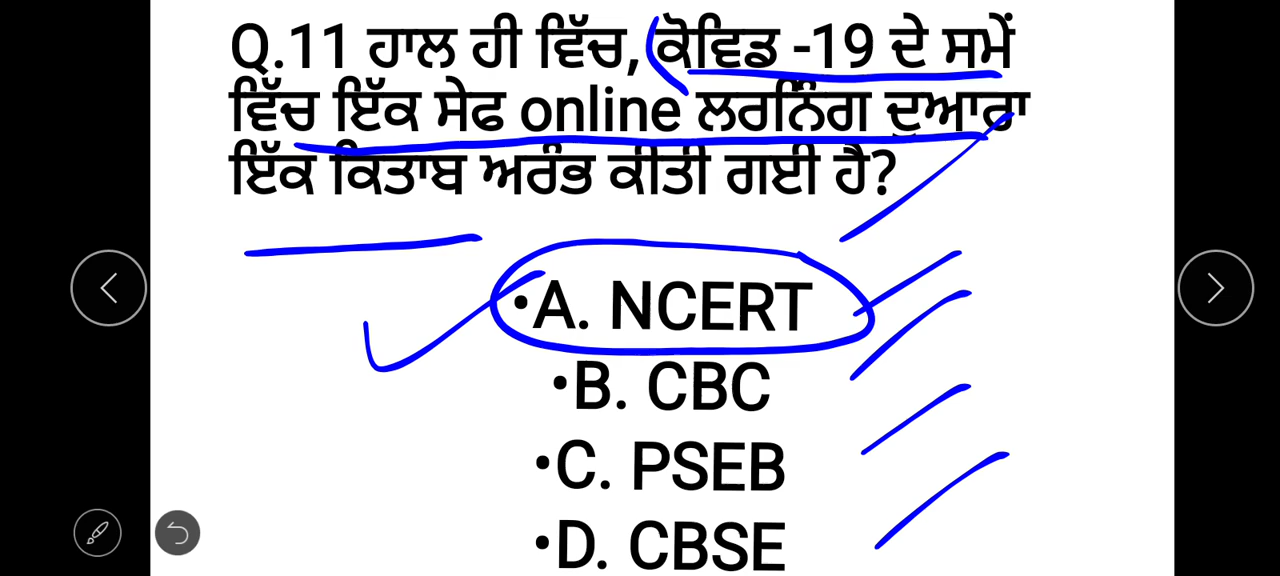 Q.11 ਹਾਲ ਹੀ ਵਿੱਚ, ਕੋਵਿਡ -19 ਦੇ ਸਮੇਂ
ਵਿੱਚ ਇੱਕ ਸੇਫ online ਲਰਨਿੰਗ ਦੁਆਰਾ
ਇੱਕ ਕਿਤਾਬ ਅਰੰਭ ਕੀਤੀ ਗਈ ਹੈ?
•A. NCERT
•B. CBC
•C. PSEB
•D. CBSE